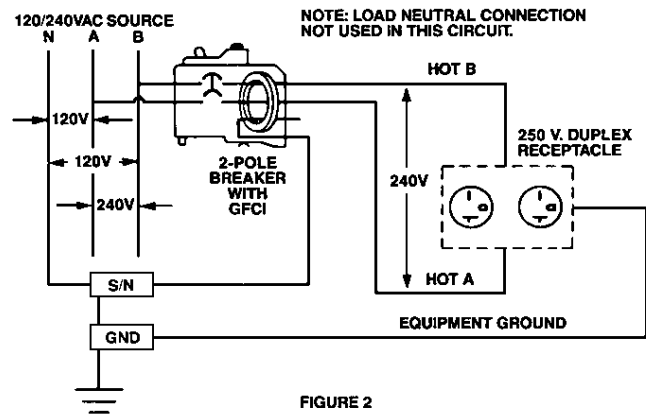 120/240VAC SOURCE
N A B
NOTE: LOAD NEUTRAL CONNECTION
NOT USED IN THIS CIRCUIT.
HOT B
120V
120V
240V
2-POLE
BREAKER
WITH
GFCI
240V
250 V. DUPLEX
RECEPTACLE
HOT A
S/N
EQUIPMENT GROUND
GND
FIGURE 2